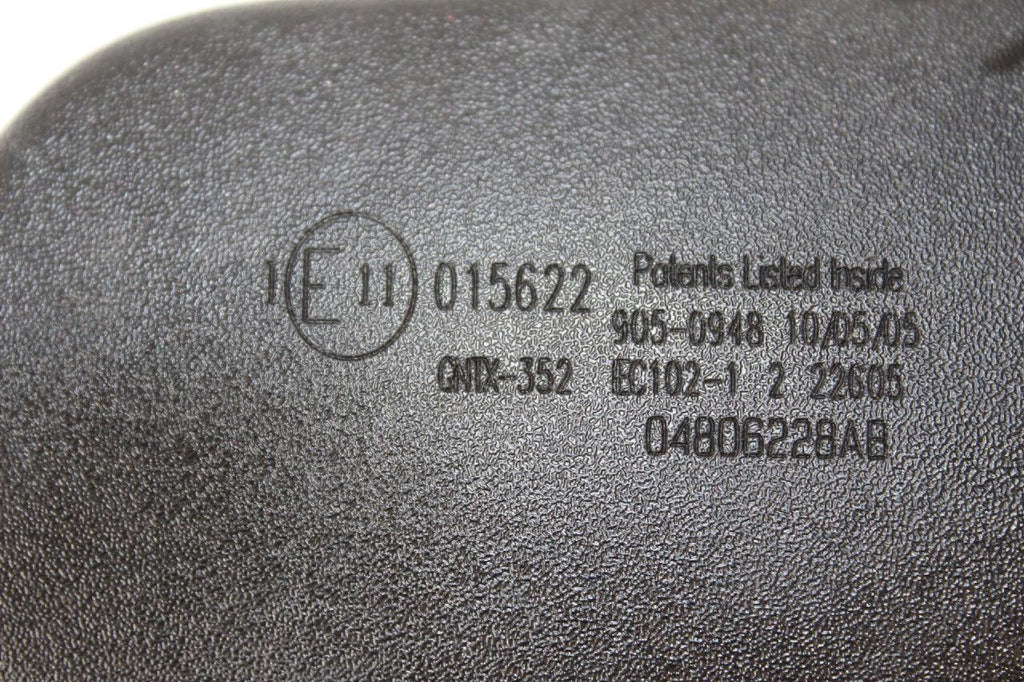 I E 11 015622
Patents Listed Inside
905-0948 10/05/05
GNTX-352 EC102-1 2 22605
04806228AB